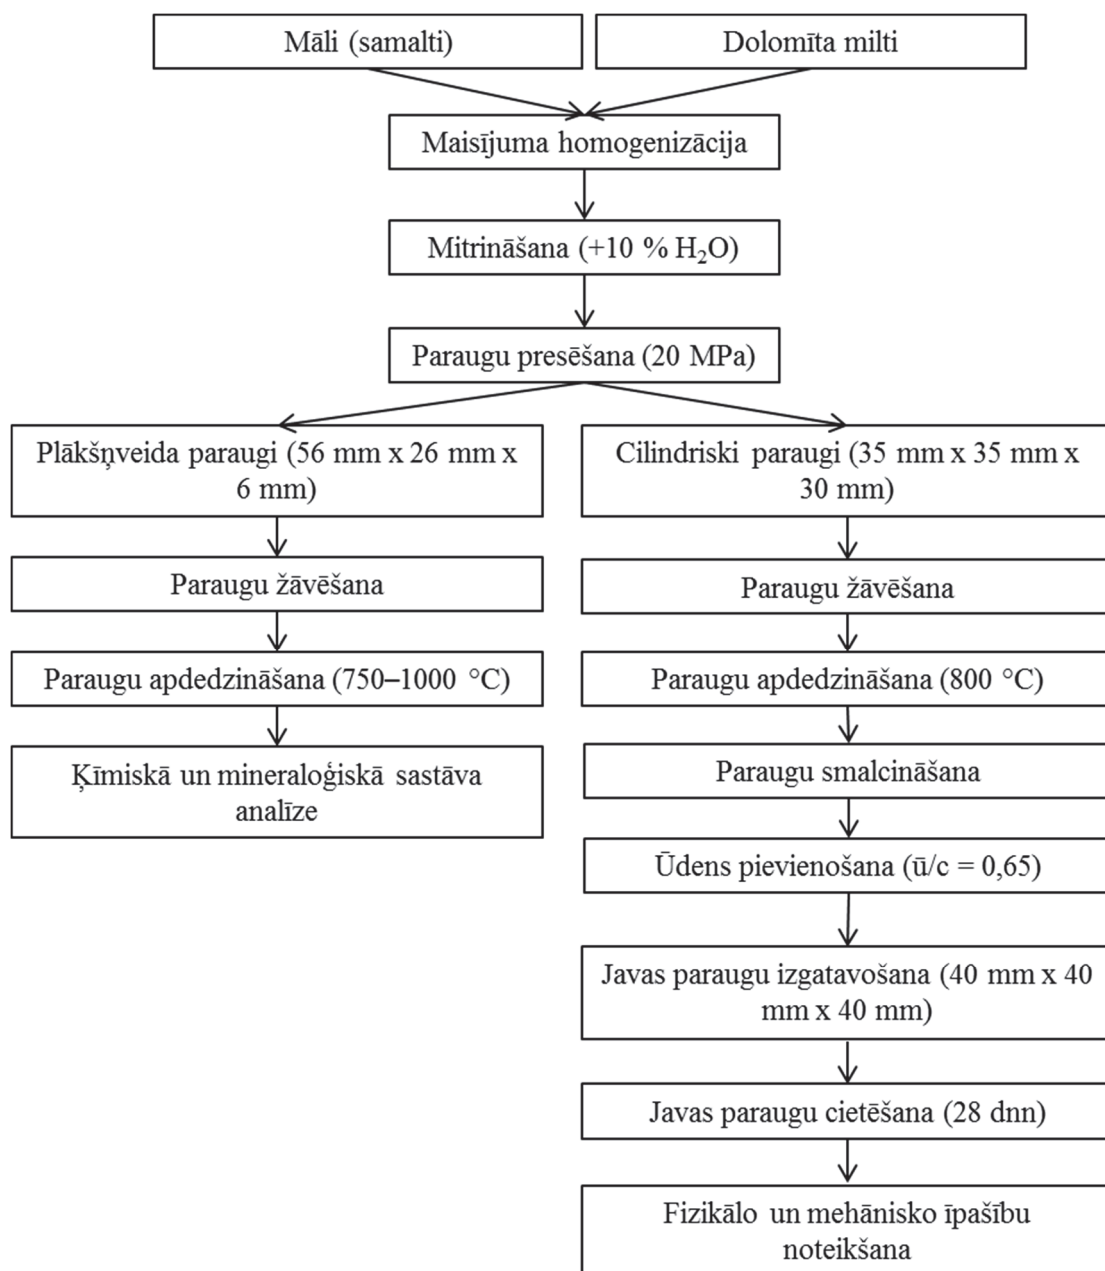 Māli (samalti)
Dolomīta milti
Maisījuma homogenizācija
Mitrināšana (+10 % H₂O)
Paraugu presēšana (20 MPa)
Plākšņveida paraugi (56 mm x 26 mm x
6 mm)
Paraugu žāvēšana
Paraugu apdedzināšana (750–1000 °C)
Ķīmiskā un mineraloģiskā sastāva
analīze
Cilindriski paraugi (35 mm x 35 mm x
30 mm)
Paraugu žāvēšana
Paraugu apdedzināšana (800 °C)
Paraugu smalcināšana
Ūdens pievienošana (ū/c = 0,65)
Javas paraugu izgatavošana (40 mm x 40
mm x 40 mm)
Javas paraugu cietēšana (28 dnn)
Fizikālo un mehānisko īpašību
noteikšana